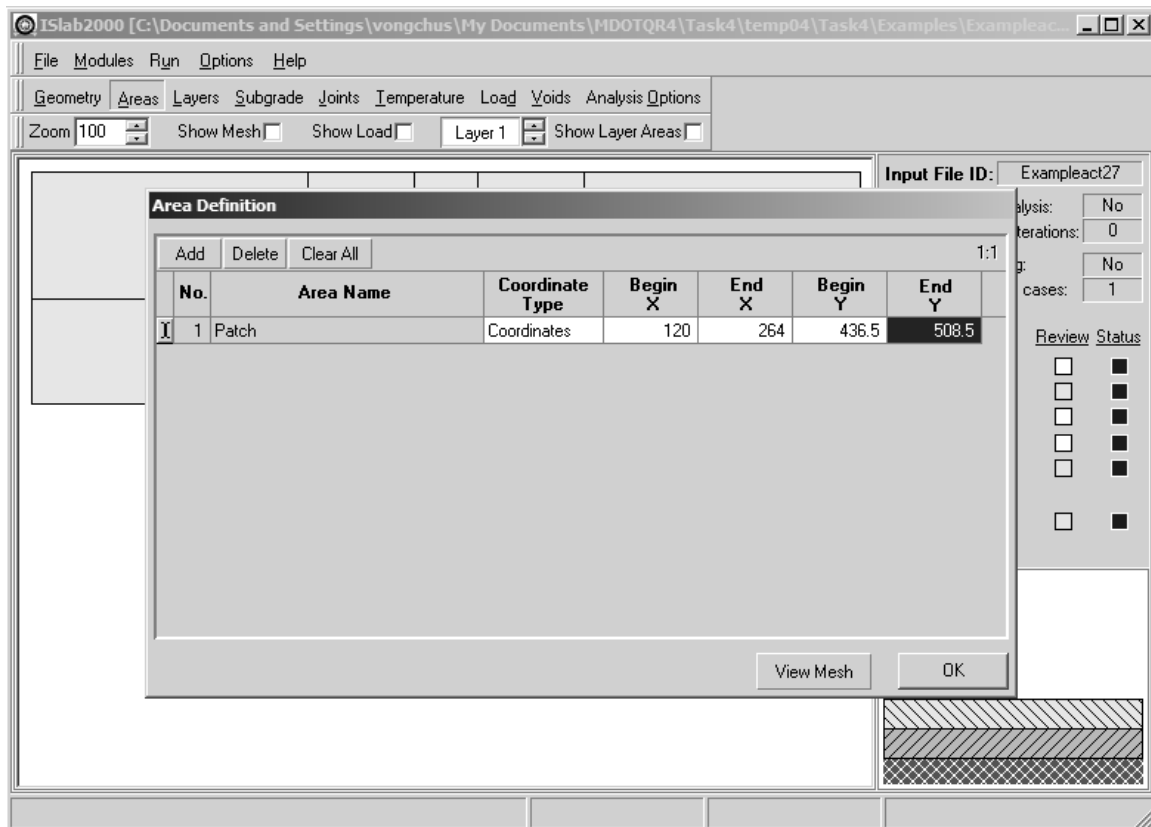 ISlab2000 [C:\Documents and Settings\vongchus\My Documents\MDOTQR4\Task4\temp04\Task4\Examples\Exampleac...
File Modules Run Options Help
Geometry Areas Layers Subgrade Joints Temperature Load Voids Analysis Options
Zoom 100 Show Mesh Show Load Layer 1 Show Layer Areas
Input File ID: Exampleact27
alysis: No
terations: 0
g: No
cases: 1
Review Status
Area Definition
Add Delete Clear All 1:1
No. Area Name Coordinate Type Begin X End X Begin Y End Y
1 Patch Coordinates 120 264 436.5 508.5
View Mesh OK